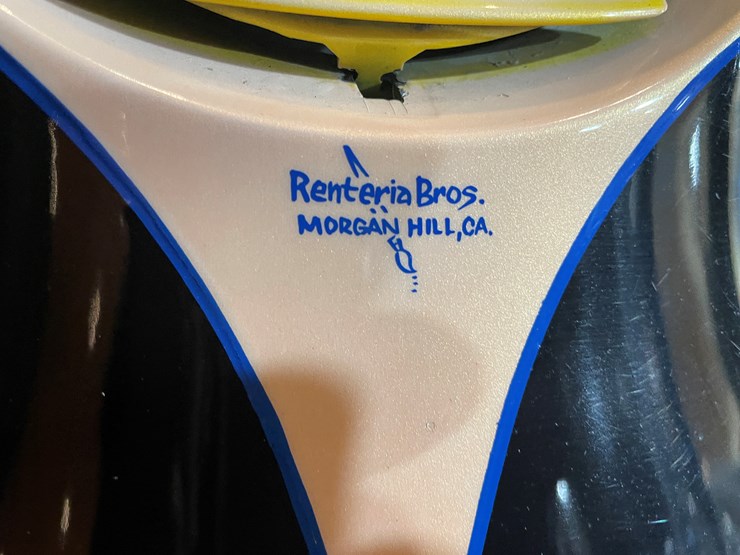 Renteria Bros.
MORGAN HILL, CA.